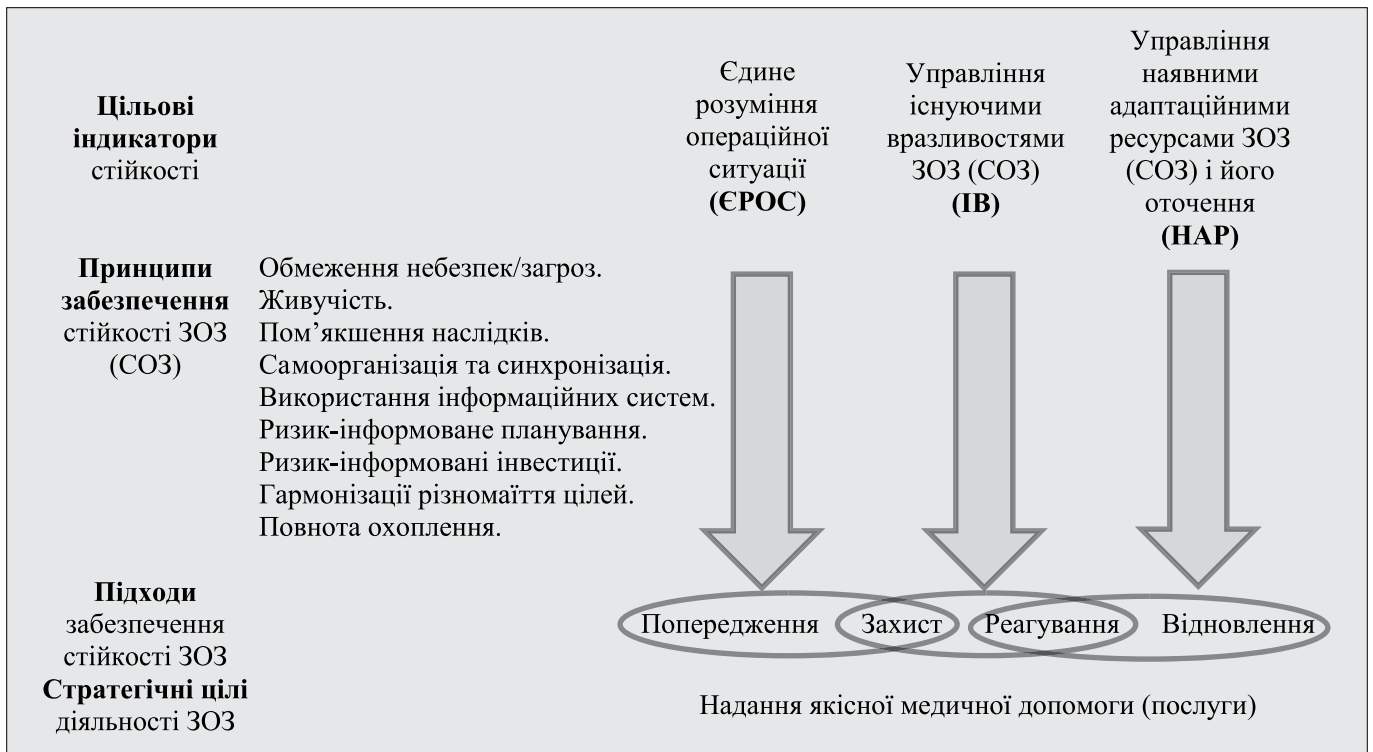 Цільові
індикатори
стійкості
Єдине
розуміння
операційної
ситуації
(ЄРОС)
Управління
існуючими
вразливостями
ЗОЗ (СОЗ)
(ІВ)
Управління
наявними
адаптаційними
ресурсами ЗОЗ
(СОЗ) і його
оточення
(НАР)
Принципи
забезпечення
стійкості ЗОЗ
(СОЗ)
Обмеження небезпек/загроз.
Живучість.
Пом’якшення наслідків.
Самоорганізація та синхронізація.
Використання інформаційних систем.
Ризик-інформоване планування.
Ризик-інформовані інвестиції.
Гармонізації різномаїття цілей.
Повнота охоплення.
Підходи
забезпечення
стійкості ЗОЗ
Попередження Захист Реагування Відновлення
Стратегічні цілі
діяльності ЗОЗ
Надання якісної медичної допомоги (послуги)